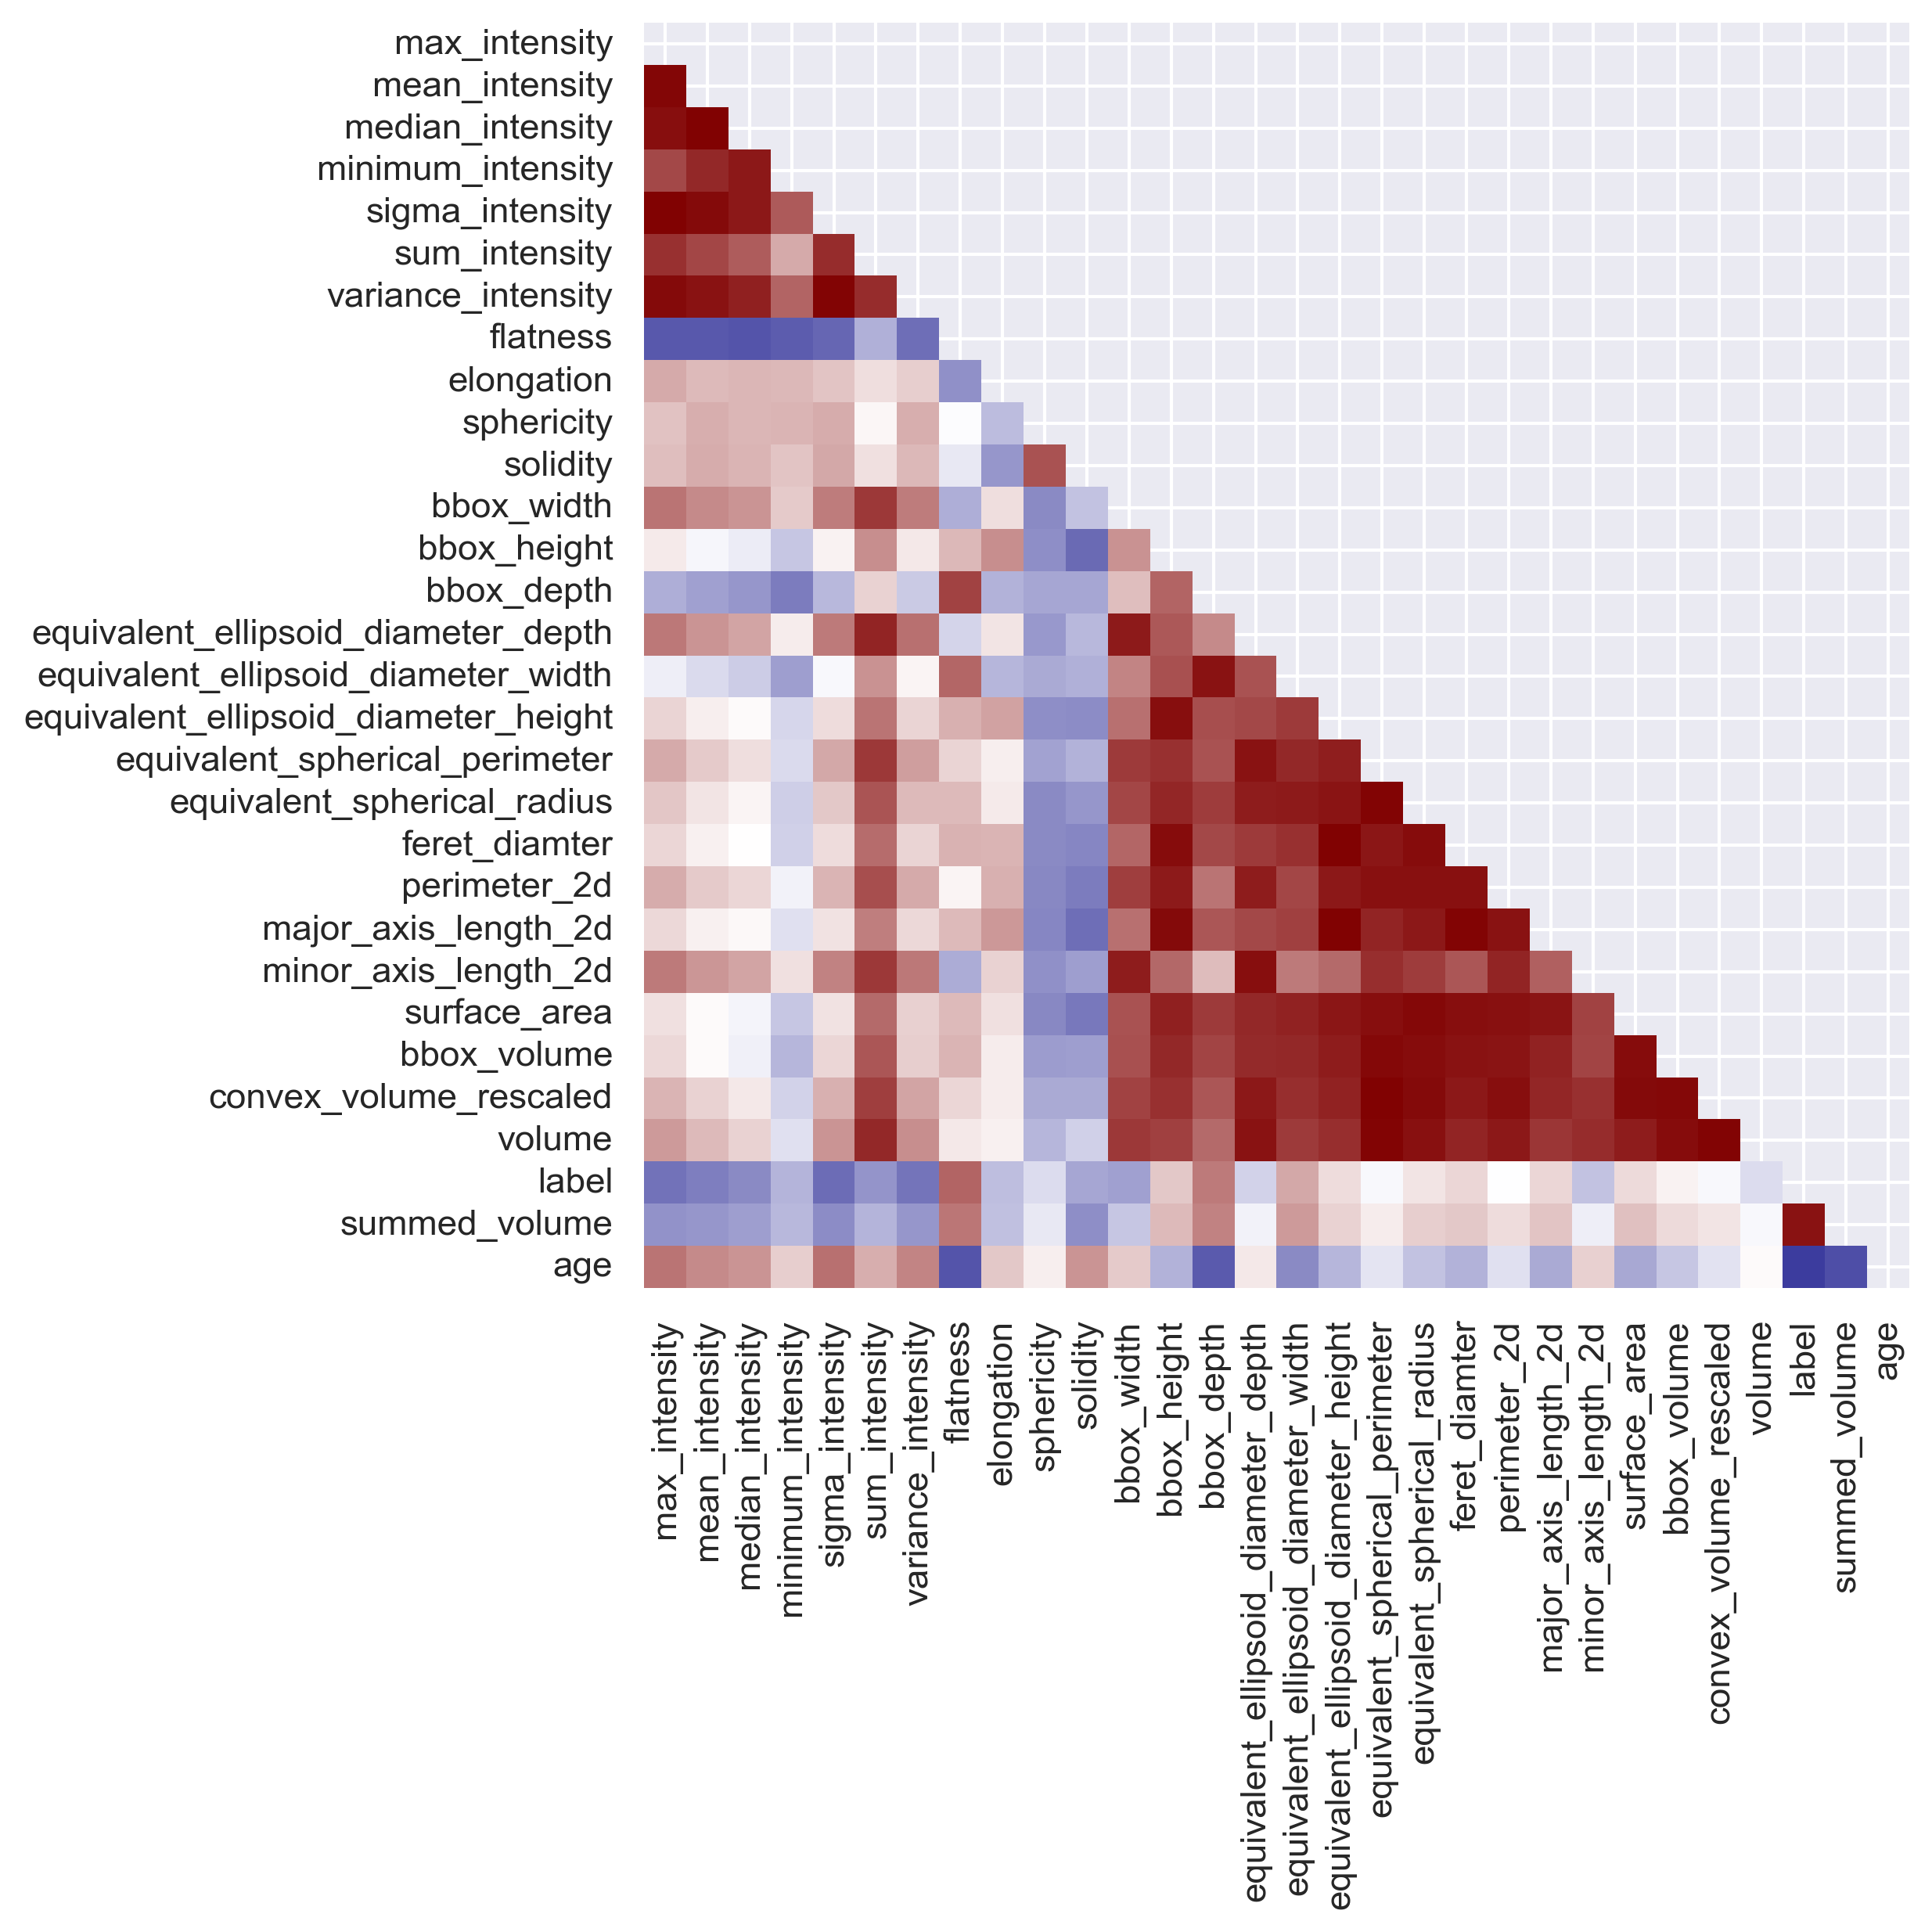 max_intensity
mean_intensity
median_intensity
minimum_intensity
sigma_intensity
sum_intensity
variance_intensity
flatness
elongation
sphericity
solidity
bbox_width
bbox_height
bbox_depth
equivalent_ellipsoid_diameter_depth
equivalent_ellipsoid_diameter_width
equivalent_ellipsoid_diameter_height
equivalent_spherical_perimeter
equivalent_spherical_radius
feret_diamter
perimeter_2d
major_axis_length_2d
minor_axis_length_2d
surface_area
bbox_volume
convex_volume_rescaled
volume
label
summed_volume
age
max_intensity
mean_intensity
median_intensity
minimum_intensity
sigma_intensity
sum_intensity
variance_intensity
flatness
elongation
sphericity
solidity
bbox_width
bbox_height
bbox_depth
equivalent_ellipsoid_diameter_depth
equivalent_ellipsoid_diameter_width
equivalent_ellipsoid_diameter_height
equivalent_spherical_perimeter
equivalent_spherical_radius
feret_diamter
perimeter_2d
major_axis_length_2d
minor_axis_length_2d
surface_area
bbox_volume
convex_volume_rescaled
volume
label
summed_volume
age